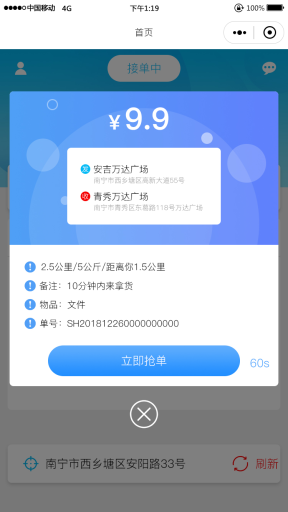 中国移动 4G 下午1:19 100%
首页
接单中
¥9.9
发 安吉万达广场
南宁市西乡塘区高新大道55号
收 青秀万达广场
南宁市青秀区东葛路118号万达广场
2.5公里/5公斤/距离你1.5公里
备注：10分钟内来拿货
物品：文件
单号：SH201812260000000000
立即抢单 60s
南宁市西乡塘区安阳路33号 刷新